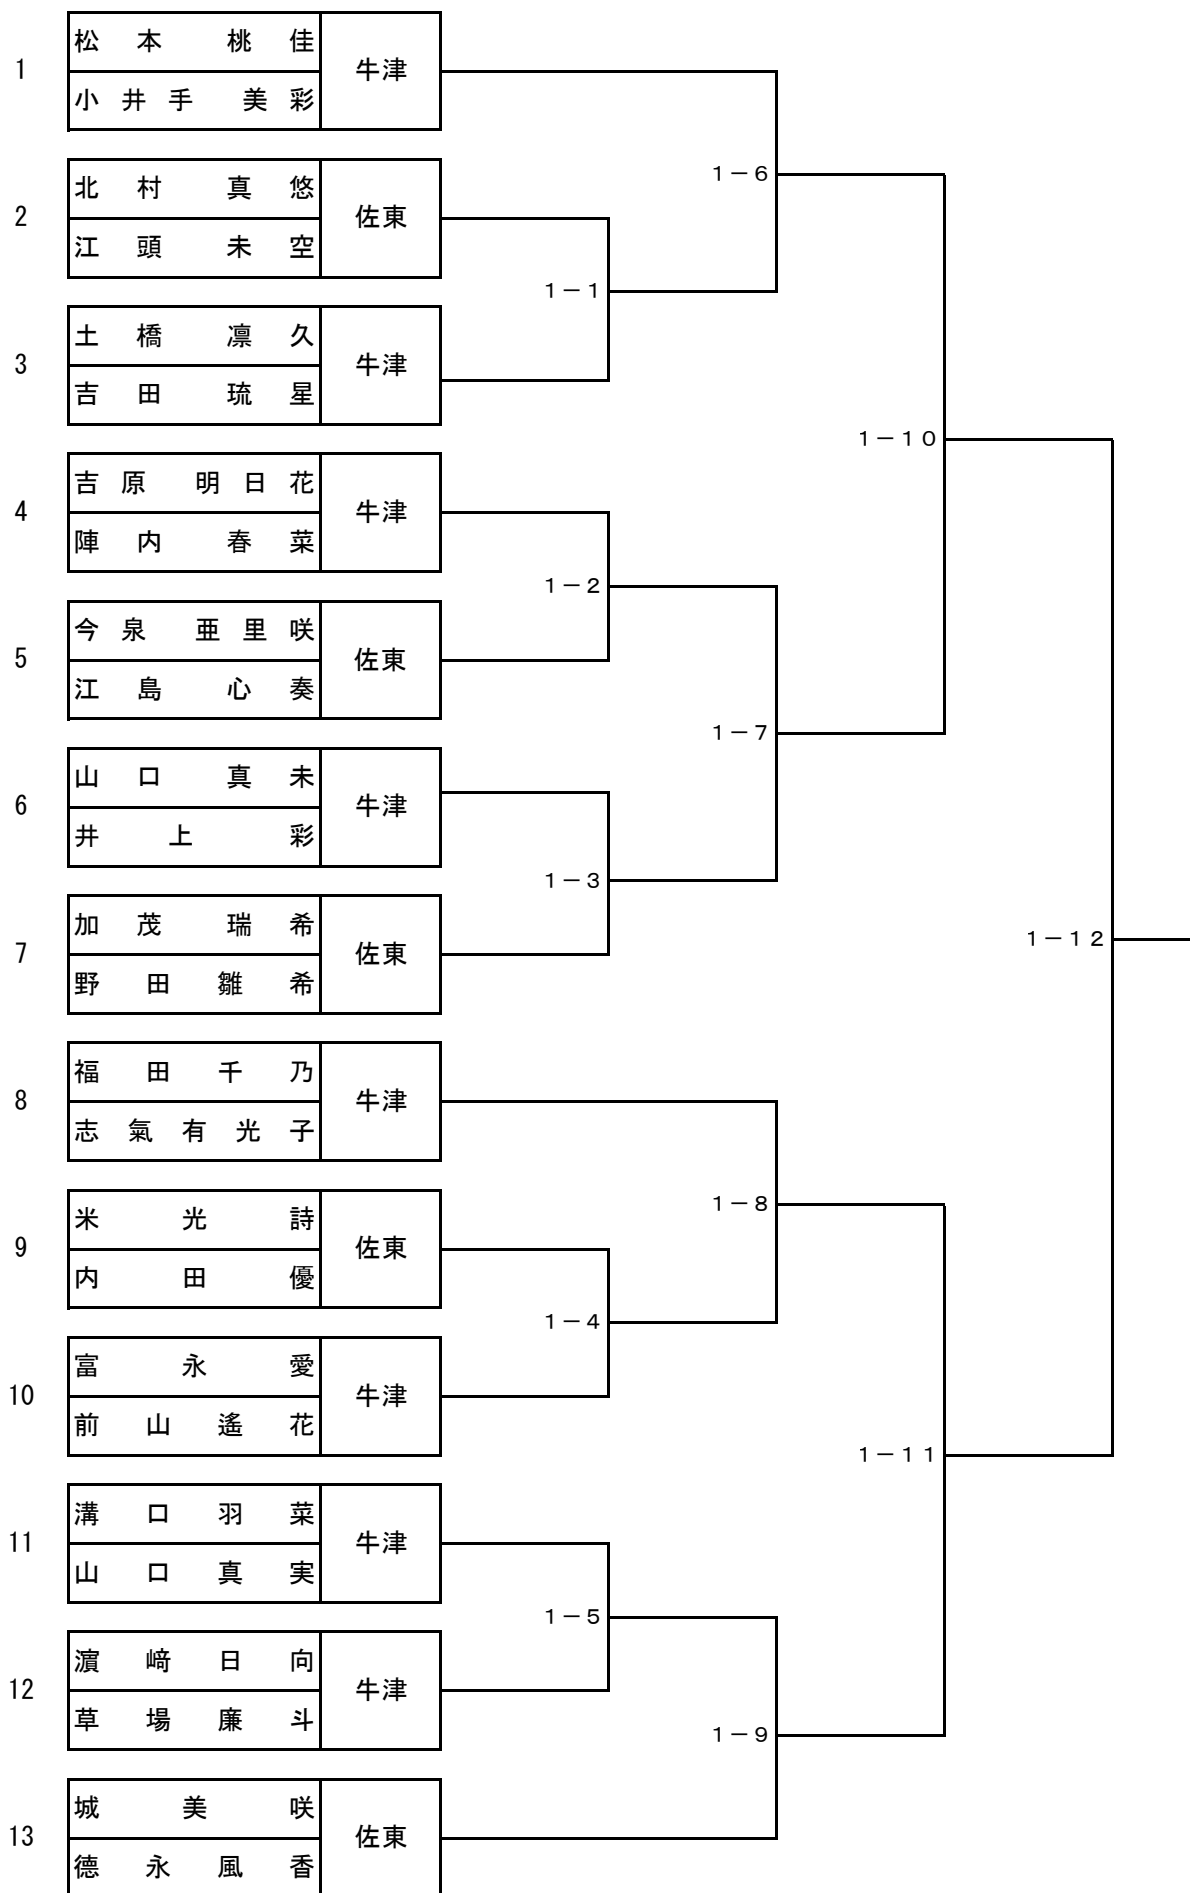 松本 桃佳
1 牛津
小井手 美彩
1－6
北村 真悠
2 佐東
江頭 未空
1－1
土橋 凛久
3 牛津
吉田 琉星
1－10
吉原 明日花
4 牛津
陣内 春菜
1－2
今泉 亜里咲
5 佐東
江島 心奏
1－7
山口 真未
6 牛津
井上 彩
1－3
加茂 瑞希
7 佐東
野田雛希
1－12
福田千乃
8 牛津
志氣有光子
1－8
米光詩
9 佐東
内田優
1－4
富永愛
10 牛津
前山遙花
1－11
溝口羽菜
11 牛津
山口真実
1－5
濵﨑日向
12 牛津
草場廉斗
1－9
城美咲
13 佐東
德永風香